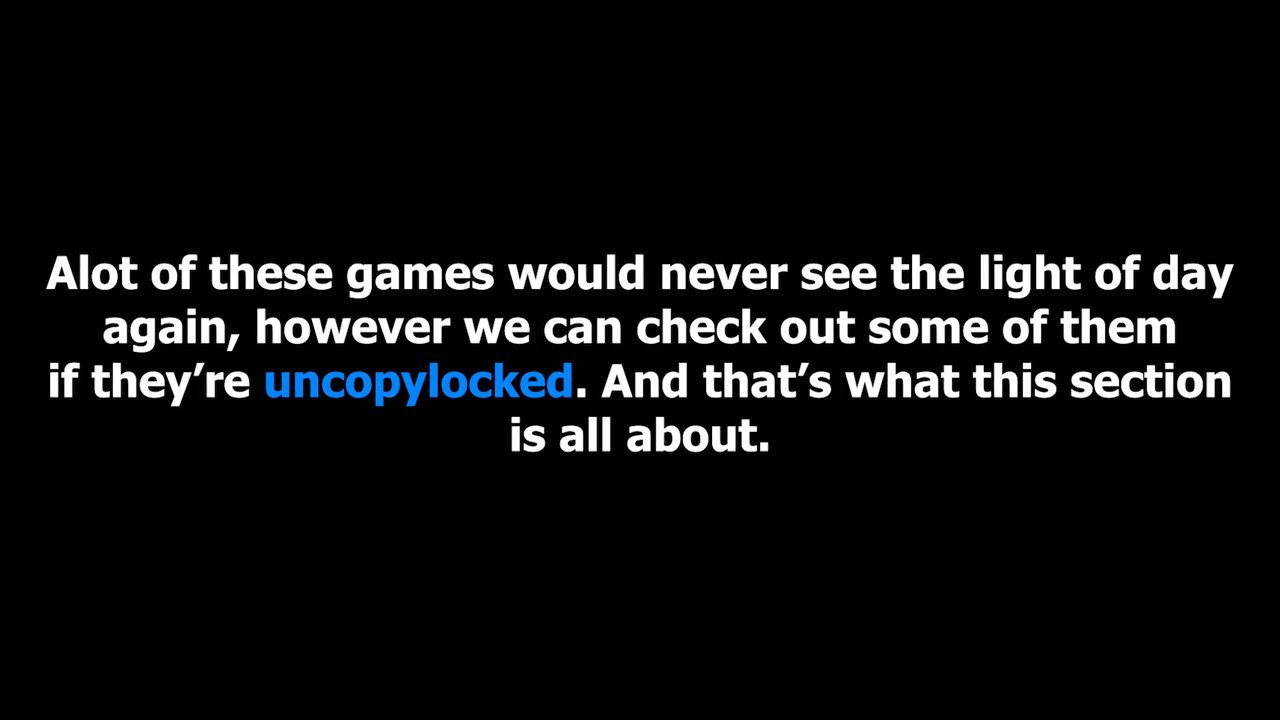 Alot of these games would never see the light of day
again, however we can check out some of them
if they’re uncopylocked. And that’s what this section
is all about.